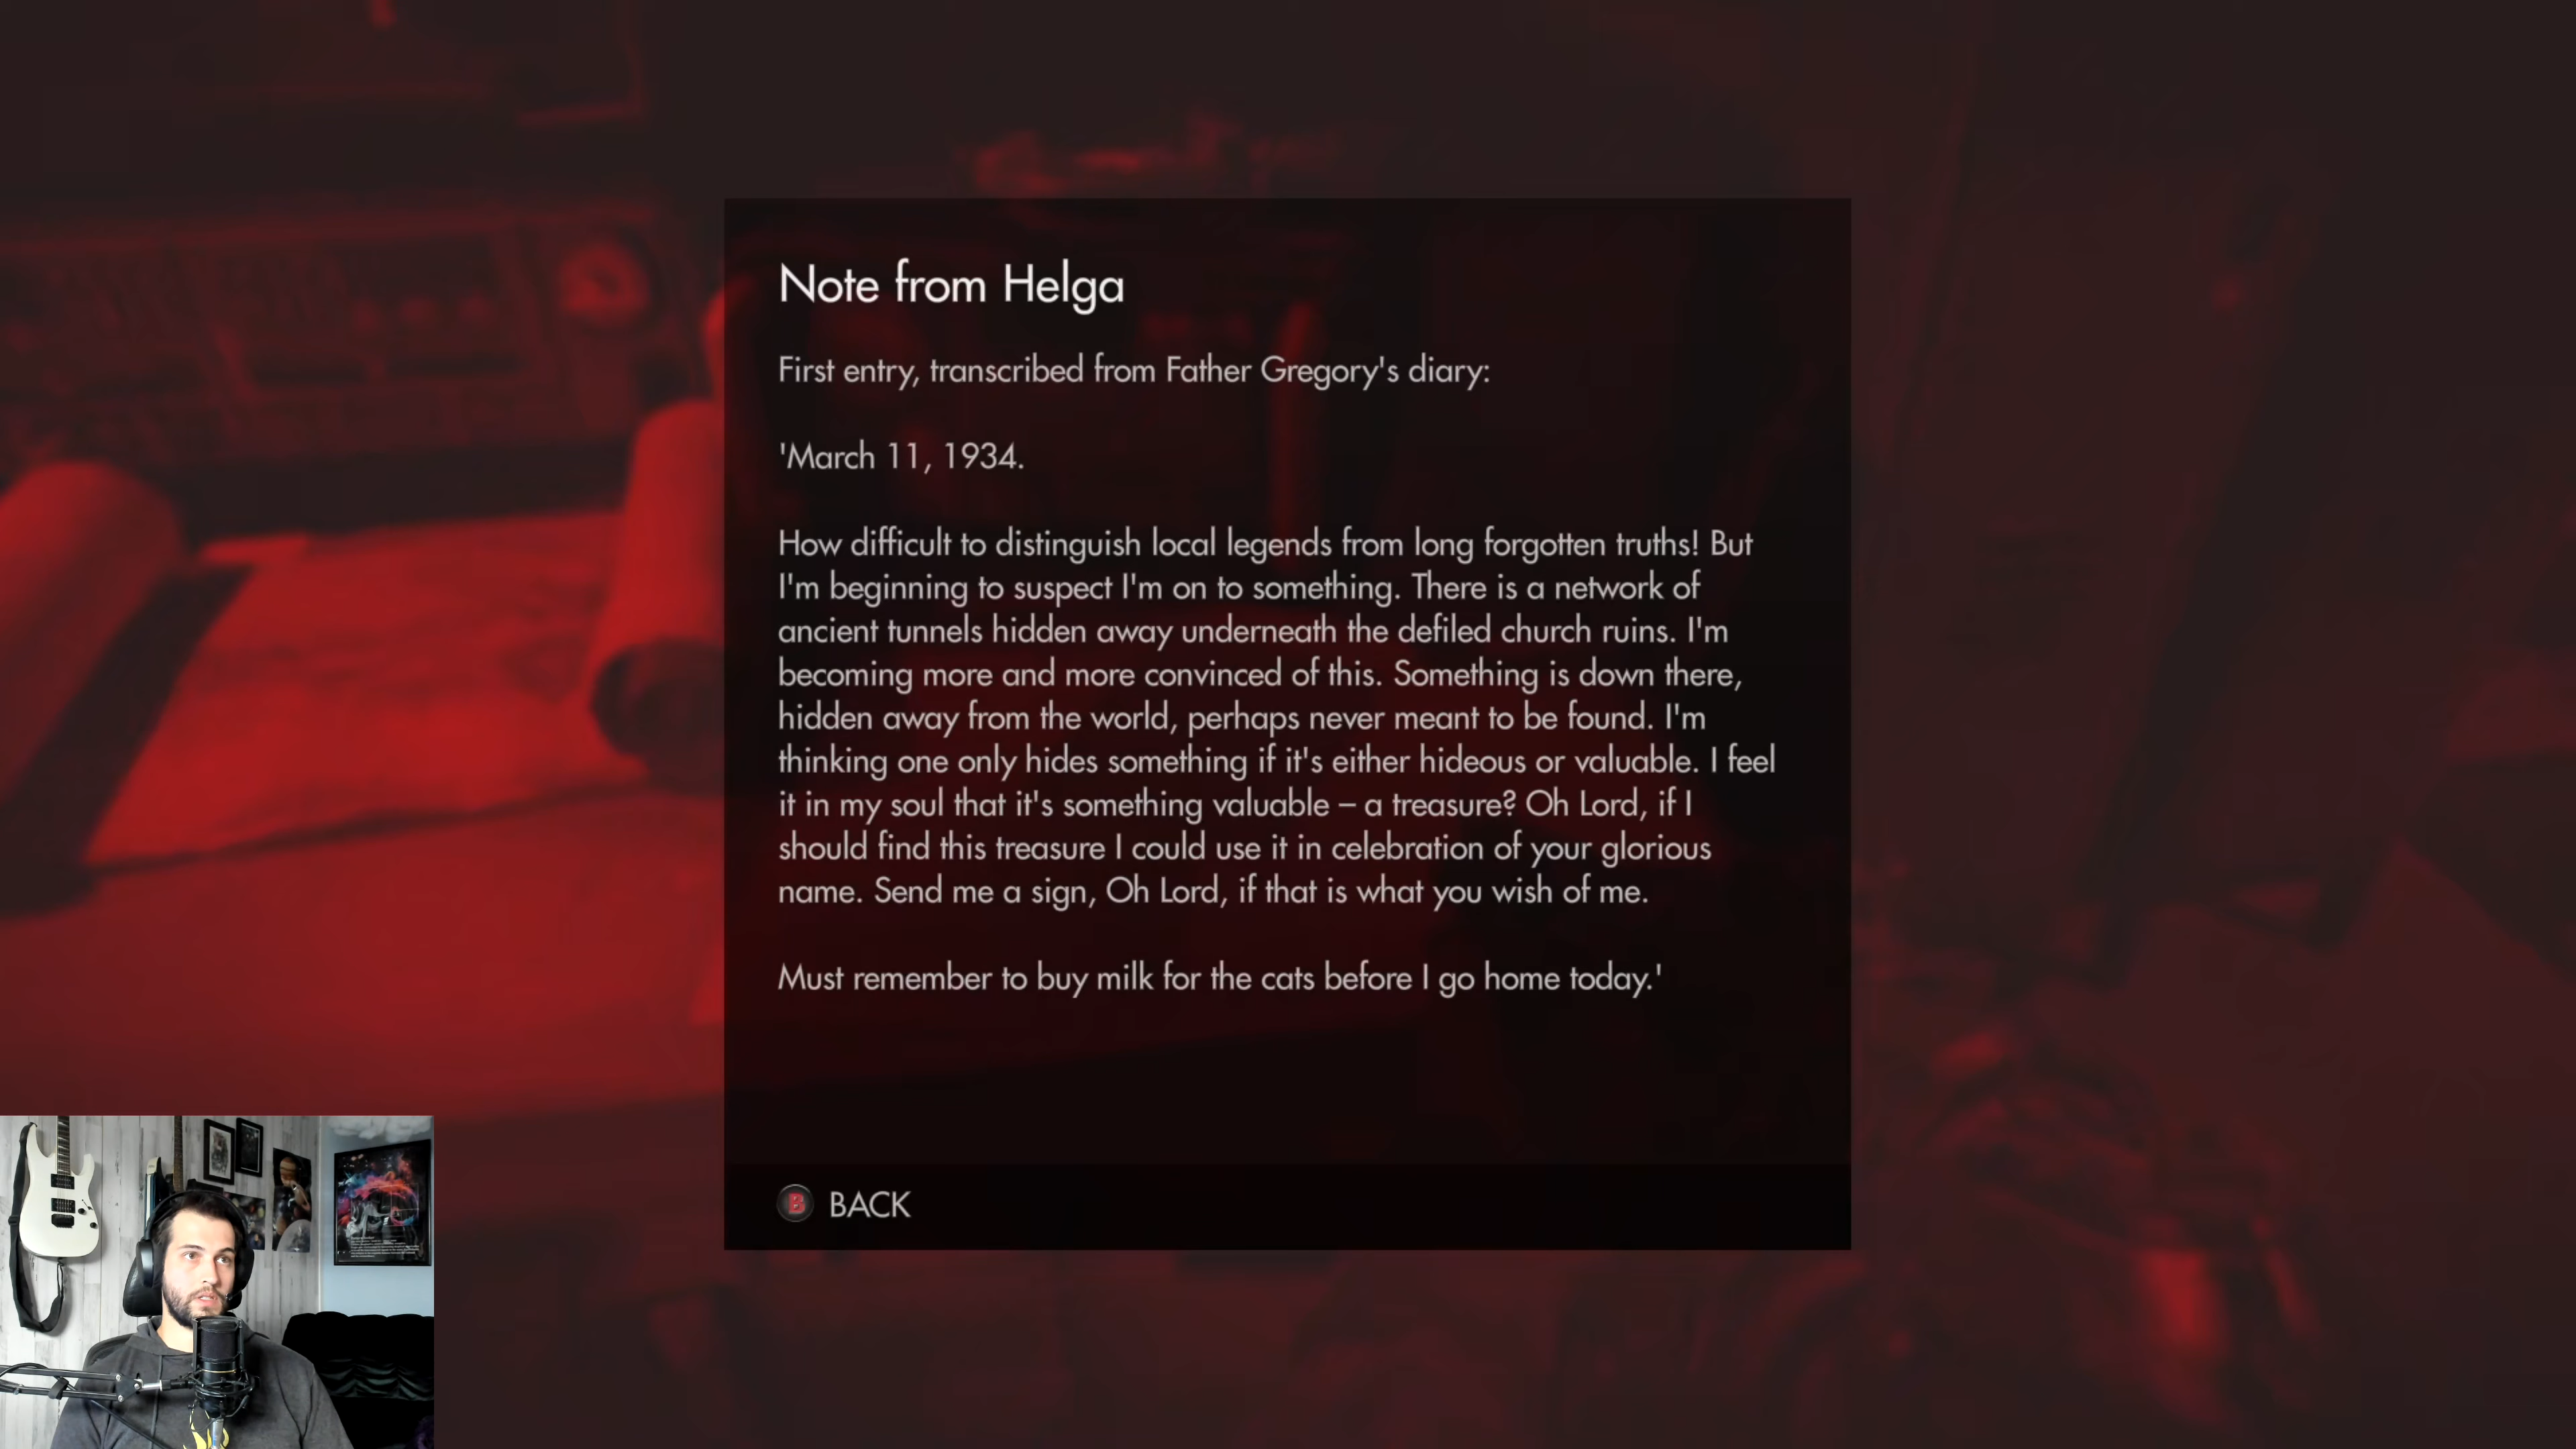 Note from Helga
First entry, transcribed from Father Gregory's diary:
'March 11, 1934.
How difficult to distinguish local legends from long forgotten truths! But
I'm beginning to suspect I'm on to something. There is a network of
ancient tunnels hidden away underneath the defiled church ruins. I'm
becoming more and more convinced of this. Something is down there,
hidden away from the world, perhaps never meant to be found. I'm
thinking one only hides something if it's either hideous or valuable. I feel
it in my soul that it's something valuable – a treasure? Oh Lord, if I
should find this treasure I could use it in celebration of your glorious
name. Send me a sign, Oh Lord, if that is what you wish of me.
Must remember to buy milk for the cats before I go home today.'
B BACK